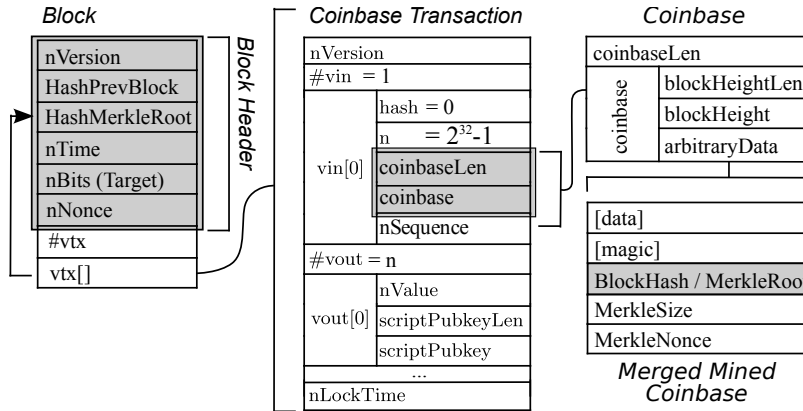 Block
nVersion
HashPrevBlock
HashMerkleRoot
nTime
nBits (Target)
nNonce
#vtx
vtx[]
Block Header
Coinbase Transaction
nVersion
#vin = 1
vin[0]
hash = 0
n = 2^32-1
coinbaseLen
coinbase
nSequence
#vout = n
vout[0]
nValue
scriptPubkeyLen
scriptPubkey
...
nLockTime
Coinbase
coinbaseLen
coinbase
blockHeightLen
blockHeight
arbitraryData
[data]
[magic]
BlockHash / MerkleRoo
MerkleSize
MerkleNonce
Merged Mined
Coinbase